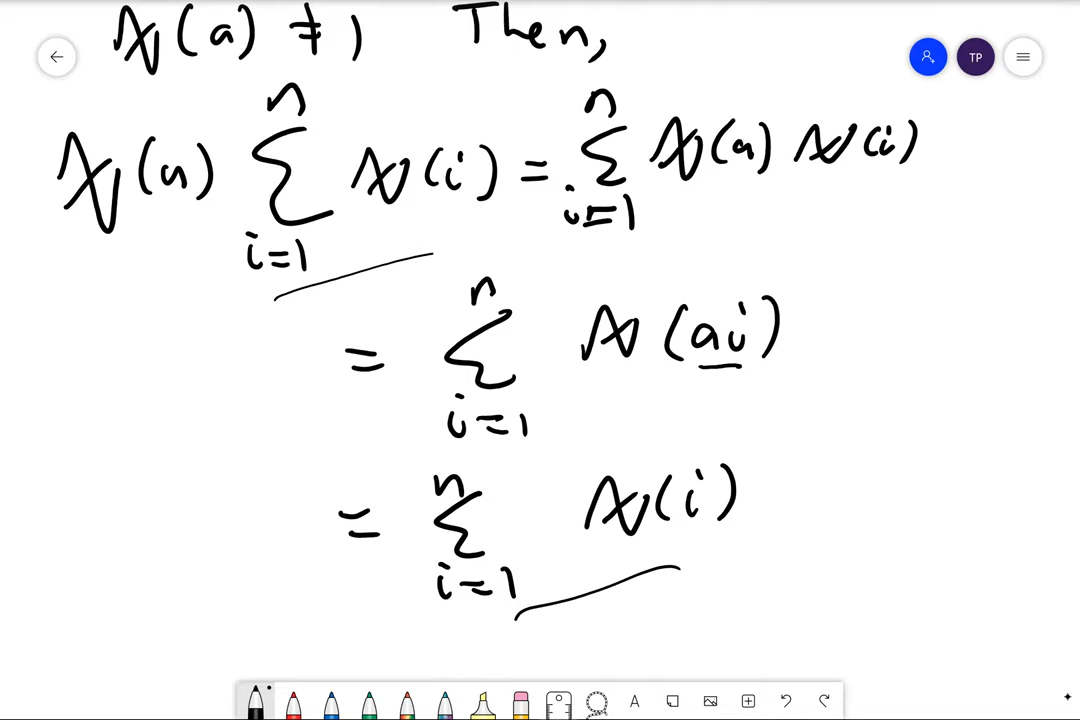 χ(a) ≠ 1 Then,
TP
χ(a) ∑_{i=1}^{n} χ(i) = ∑_{i=1}^{n} χ(a) χ(i)
= ∑_{i=1}^{n} χ(ai)
= ∑_{i=1}^{n} χ(i)
A